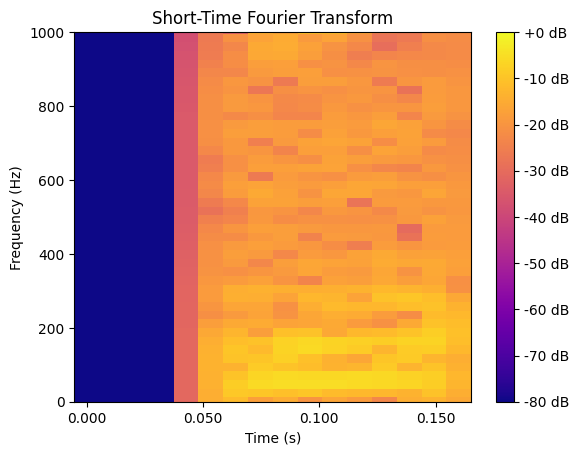 Short-Time Fourier Transform
1000
800
600
400
200
0
Frequency (Hz)
0.000
0.050
0.100
0.150
Time (s)
+0 dB
-10 dB
-20 dB
-30 dB
-40 dB
-50 dB
-60 dB
-70 dB
-80 dB